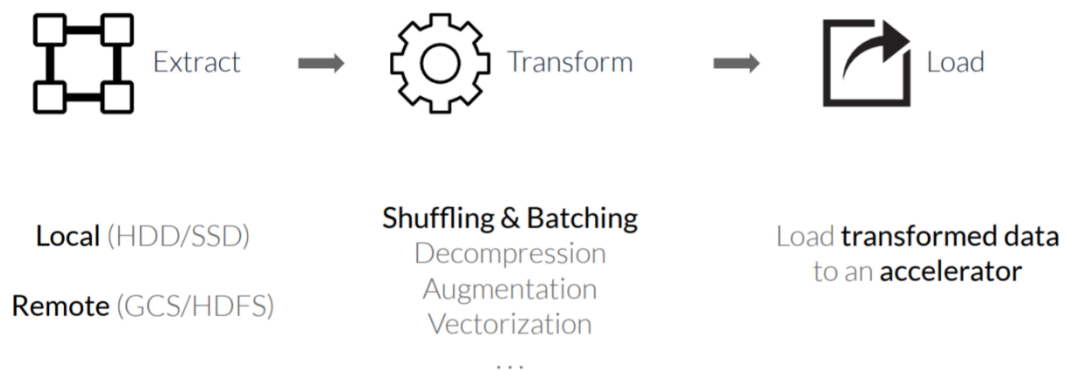 Extract
Transform
Load
Local (HDD/SSD)
Remote (GCS/HDFS)
Shuffling & Batching
Decompression
Augmentation
Vectorization
...
Load transformed data
to an accelerator